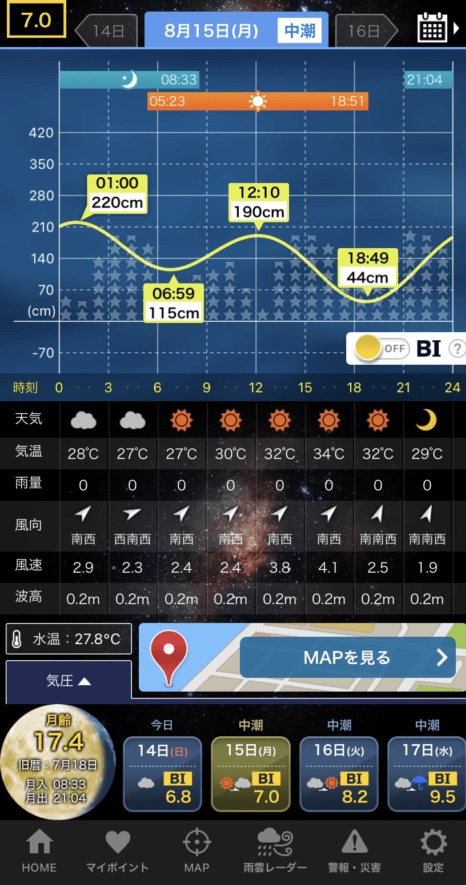 7.0
14日
8月15日(月)
中潮
16日
08:33
21:04
05:23
18:51
420
350
280
210
140
70
(cm)
-70
01:00
220cm
12:10
190cm
06:59
115cm
18:49
44cm
OFF
BI
?
時刻 0 3 6 9 12 15 18 21 24
天気
気温 28℃ 27℃ 27℃ 30℃ 32℃ 34℃ 32℃ 29℃
雨量 0 0 0 0 0 0 0 0
風向 南西 西南西 南西 南西 南西 南西 南南西 南南西
風速 2.9 2.3 2.4 2.4 3.8 4.1 2.5 1.9
波高 0.2m 0.2m 0.2m 0.2m 0.2m 0.2m 0.2m 0.2m
水温：27.8°C
MAPを見る
気圧
月齢
17.4
旧暦：7月18日
月入 08:33
月出 21:04
今日 中潮 中潮 中潮
14日(日) 15日(月) 16日(火) 17日(水)
BI BI BI BI
6.8 7.0 8.2 9.5
HOME マイポイント MAP 雨雲レーダー 警報・災害 設定